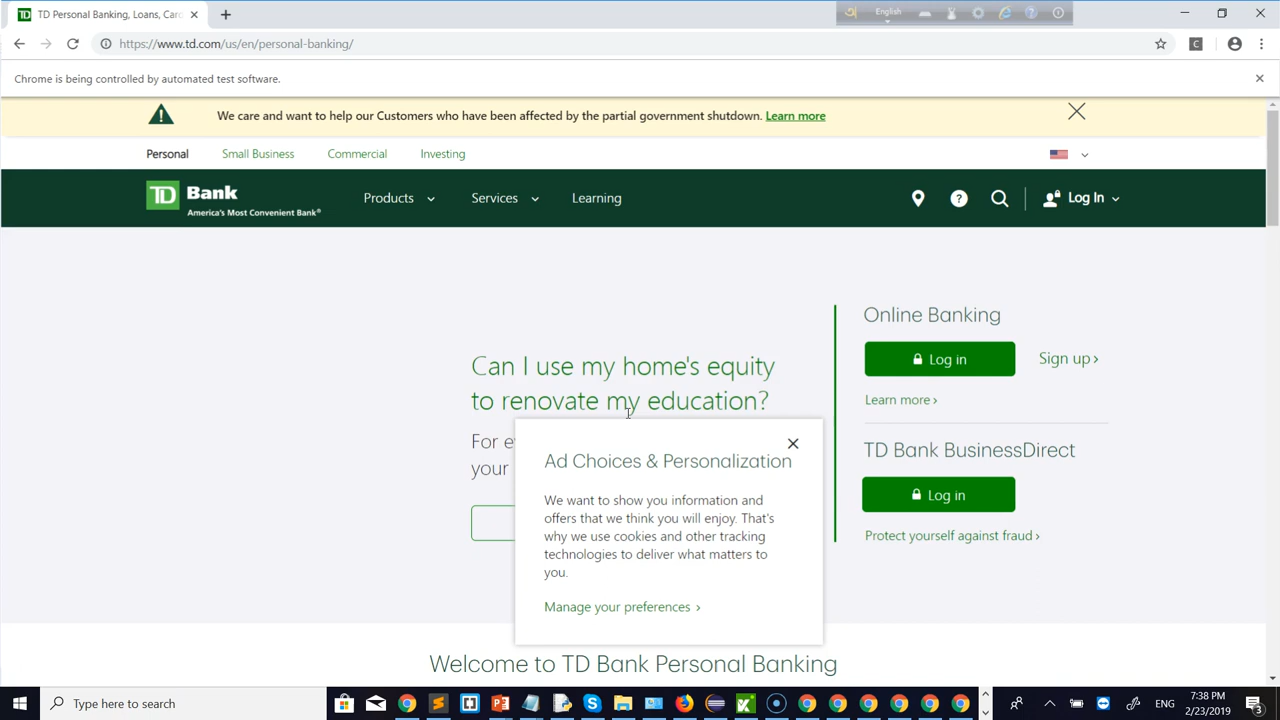 TD Personal Banking, Loans, Car
English
https://www.td.com/us/en/personal-banking/
C
Chrome is being controlled by automated test software.
We care and want to help our Customers who have been affected by the partial government shutdown. Learn more
Personal Small Business Commercial Investing
TD Bank
America's Most Convenient Bank®
Products Services Learning
Log In
Can I use my home's equity
to renovate my education?
For e
your
Online Banking
Log in Sign up ›
Learn more ›
TD Bank BusinessDirect
Log in
Protect yourself against fraud ›
Ad Choices & Personalization
We want to show you information and
offers that we think you will enjoy. That's
why we use cookies and other tracking
technologies to deliver what matters to
you.
Manage your preferences ›
Welcome to TD Bank Personal Banking
Type here to search
ENG
7:38 PM
2/23/2019
3